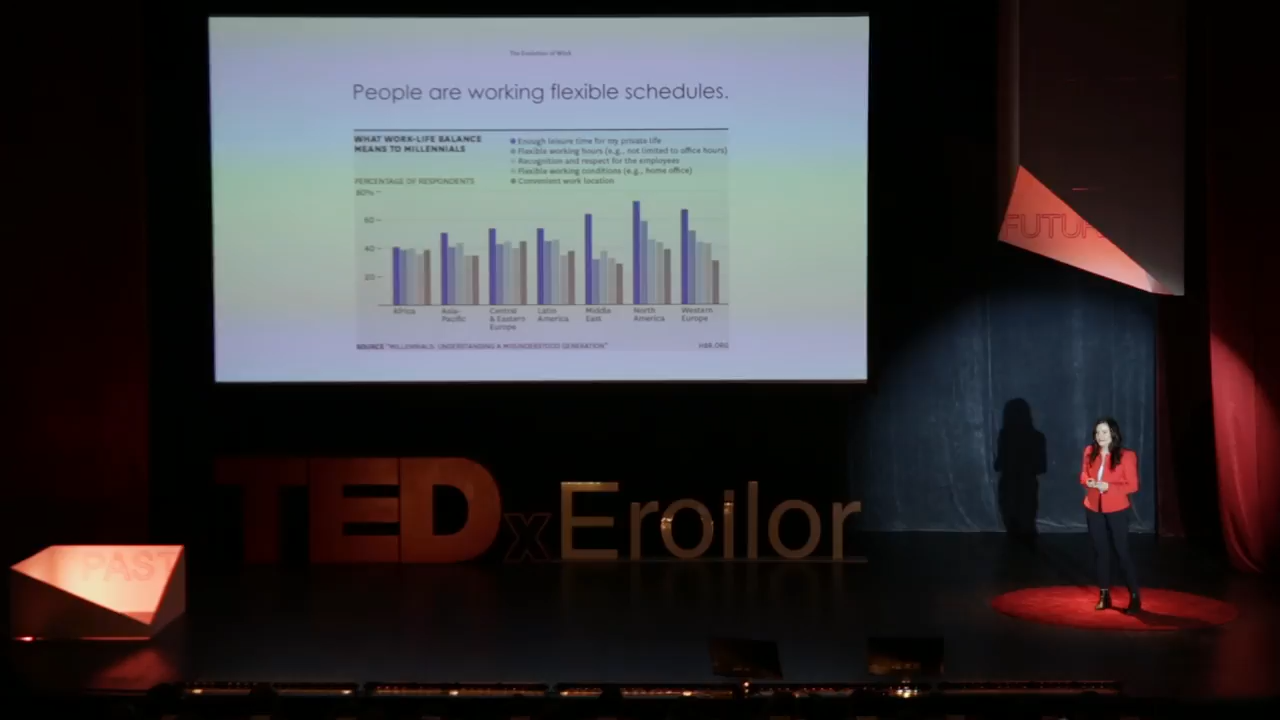 The Evolution of Work
People are working flexible schedules.
WHAT WORK-LIFE BALANCE
MEANS TO MILLENNIALS
Enough leisure time for my private life
Flexible working hours (e.g., not limited to office hours)
Recognition and respect for the employees
Flexible working conditions (e.g., home office)
Convenient work location
PERCENTAGE OF RESPONDENTS
80%
60
40
20
Africa
Asia-
Pacific
Central
& Eastern
Europe
Latin
America
Middle
East
North
America
Western
Europe
SOURCE "MILLENNIALS: UNDERSTANDING A MISUNDERSTOOD GENERATION"
HBR.ORG
FUTU
TEDxEroilor
PAST